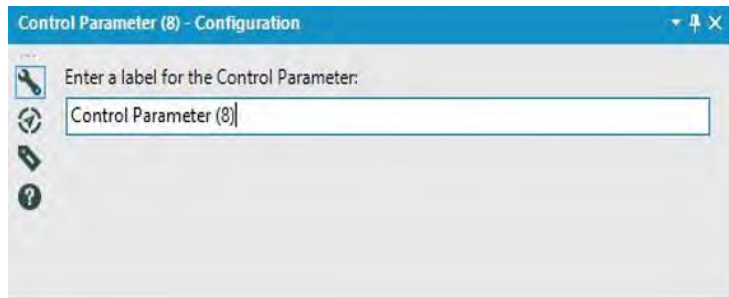 Control Parameter (8) - Configuration
Enter a label for the Control Parameter:
Control Parameter (8)